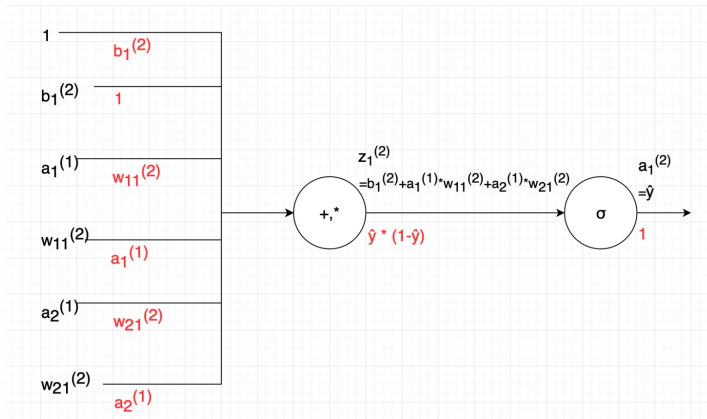 1
b₁⁽²⁾
b₁⁽²⁾
1
a₁⁽¹⁾
w₁₁⁽²⁾
w₁₁⁽²⁾
a₁⁽¹⁾
a₂⁽¹⁾
w₂₁⁽²⁾
w₂₁⁽²⁾
a₂⁽¹⁾
+,*
z₁⁽²⁾
=b₁⁽²⁾+a₁⁽¹⁾*w₁₁⁽²⁾+a₂⁽¹⁾*w₂₁⁽²⁾
ŷ * (1-ŷ)
σ
a₁⁽²⁾
=ŷ
1